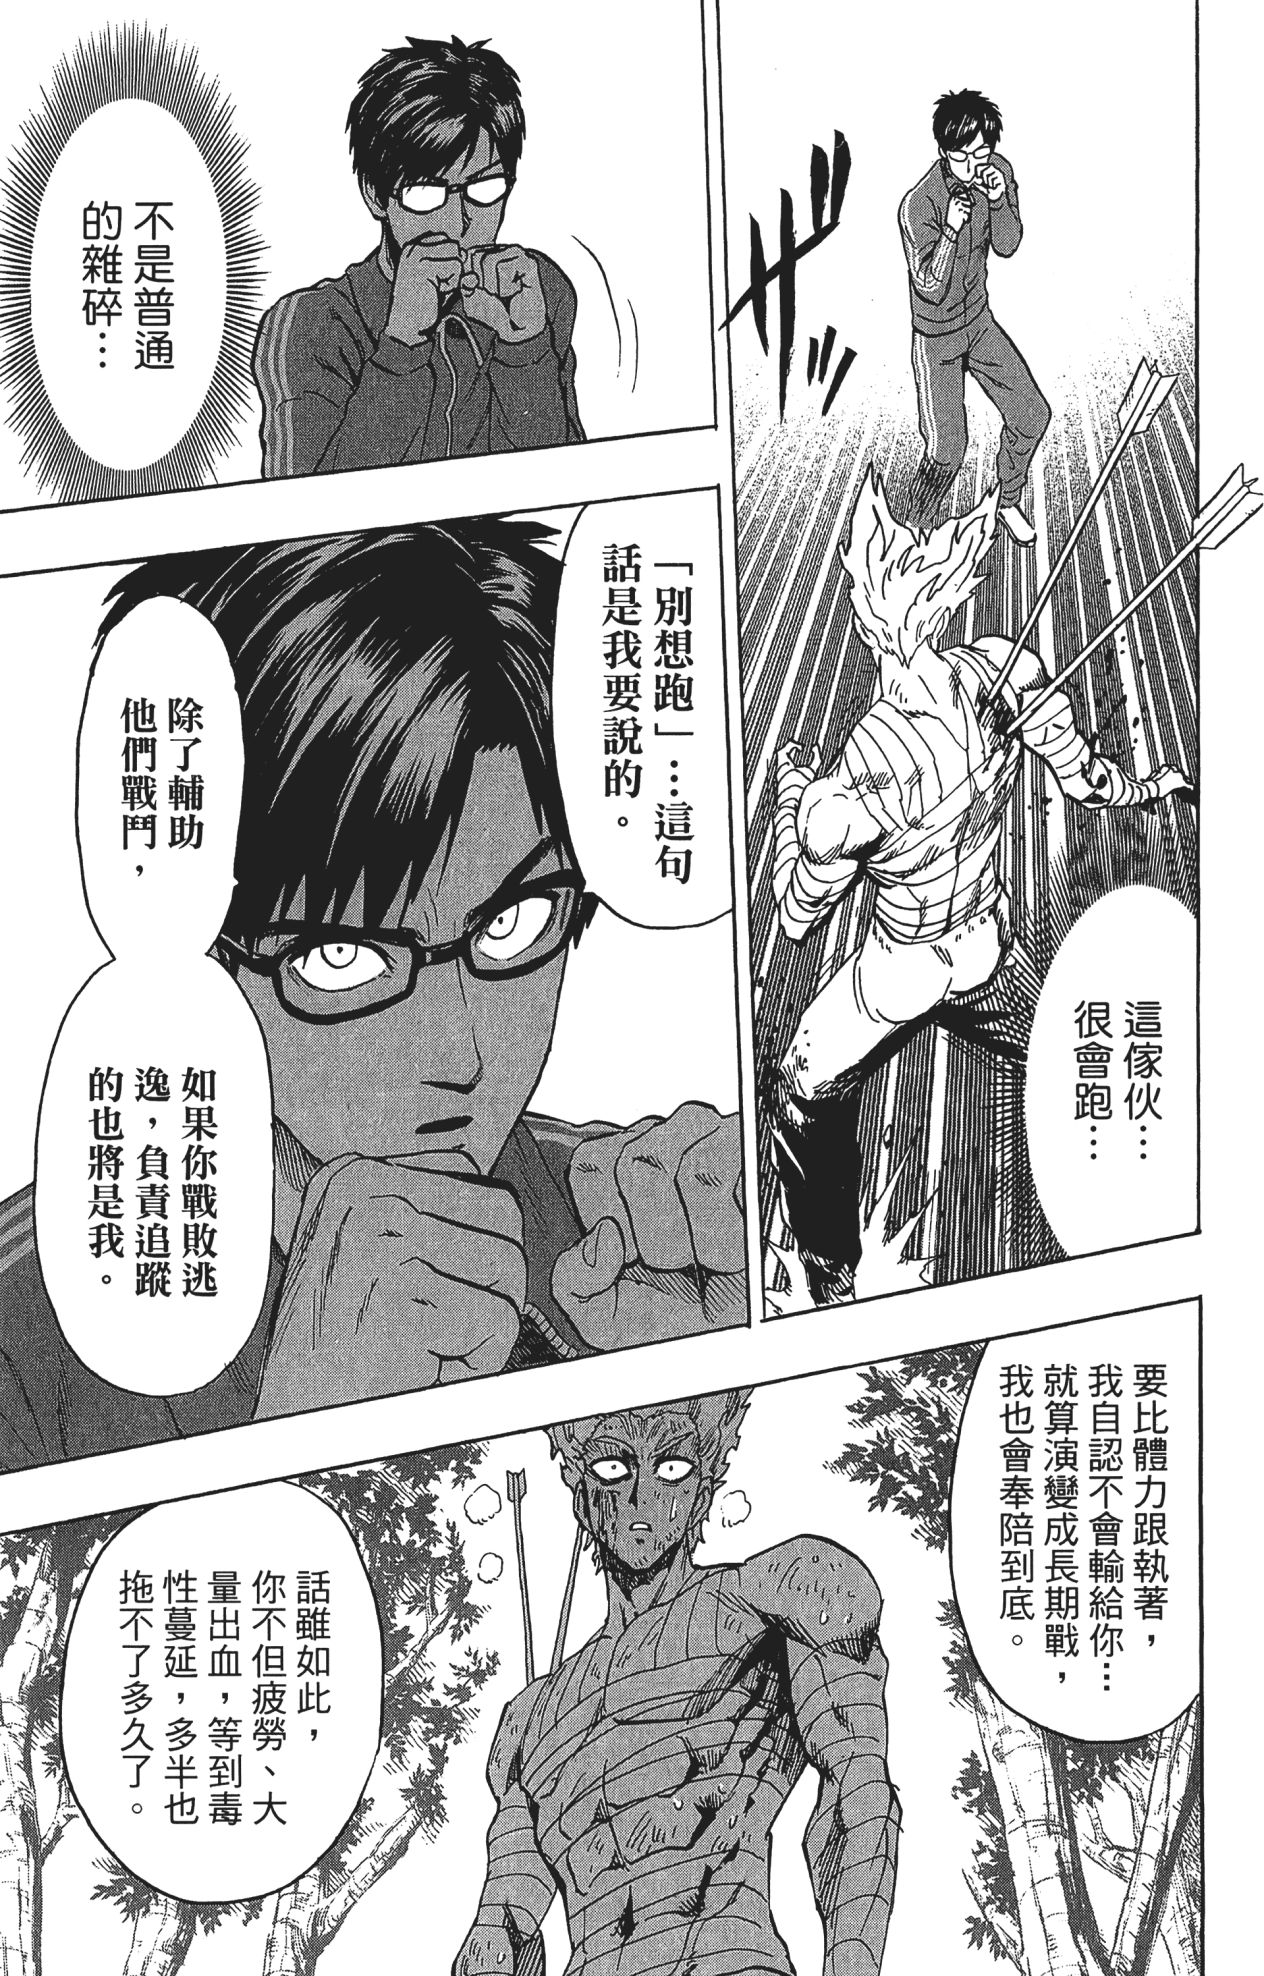 這傢伙…
很會跑…
ザッ
不是普通
的雜碎…
「別想跑」…這句
話是我要說的。
除了輔助
他們戰鬥，
如果你戰敗逃
逸，負責追蹤
的也將是我。
要比體力跟執著，
我自認不會輸給你…
就算演變成長期戰，
我也會奉陪到底。
話雖如此，
你不但疲勞、大
量出血，等到毒
性蔓延，多半也
拖不了多久了。